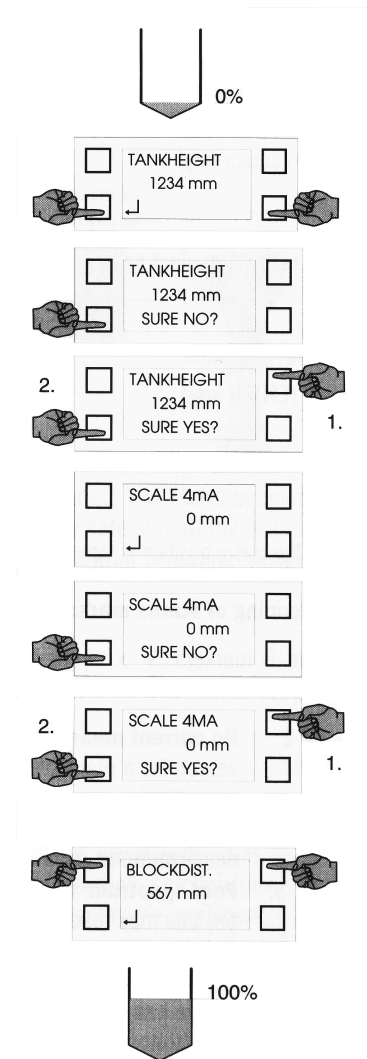 0%
TANKHEIGHT
1234 mm
↵
TANKHEIGHT
1234 mm
SURE NO?
2.
TANKHEIGHT
1234 mm
SURE YES?
1.
SCALE 4mA
0 mm
↵
SCALE 4mA
0 mm
SURE NO?
2.
SCALE 4MA
0 mm
SURE YES?
1.
BLOCKDIST.
567 mm
↵
100%